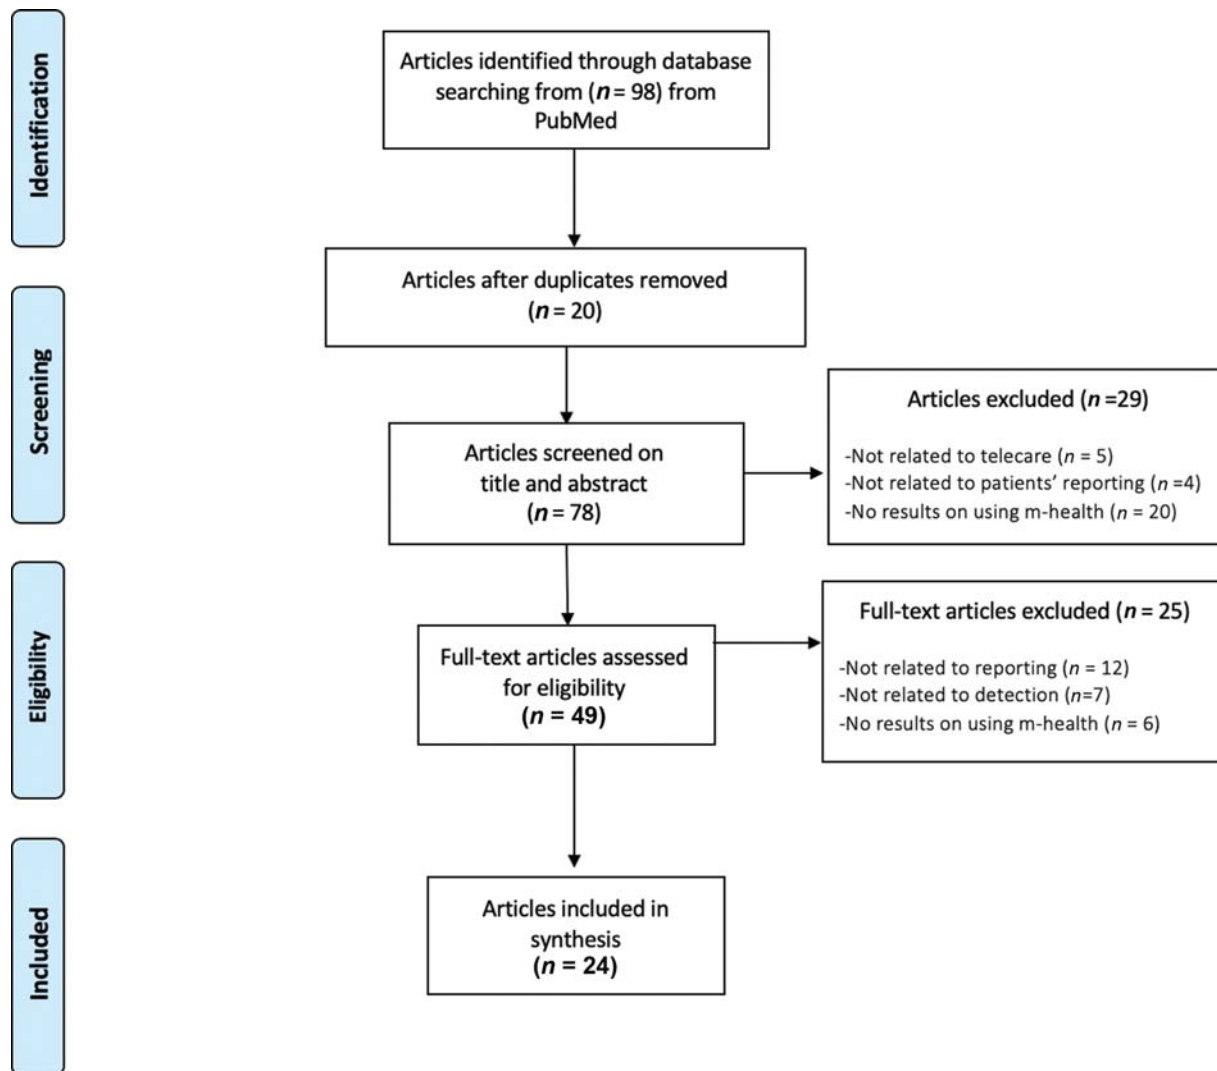 Identification
Articles identified through database
searching from (n = 98) from
PubMed
Articles after duplicates removed
(n = 20)
Screening
Articles screened on
title and abstract
(n = 78)
Articles excluded (n =29)
-Not related to telecare (n = 5)
-Not related to patients’ reporting (n =4)
-No results on using m-health (n = 20)
Eligibility
Full-text articles assessed
for eligibility
(n = 49)
Full-text articles excluded (n = 25)
-Not related to reporting (n = 12)
-Not related to detection (n=7)
-No results on using m-health (n = 6)
Included
Articles included in
synthesis
(n = 24)